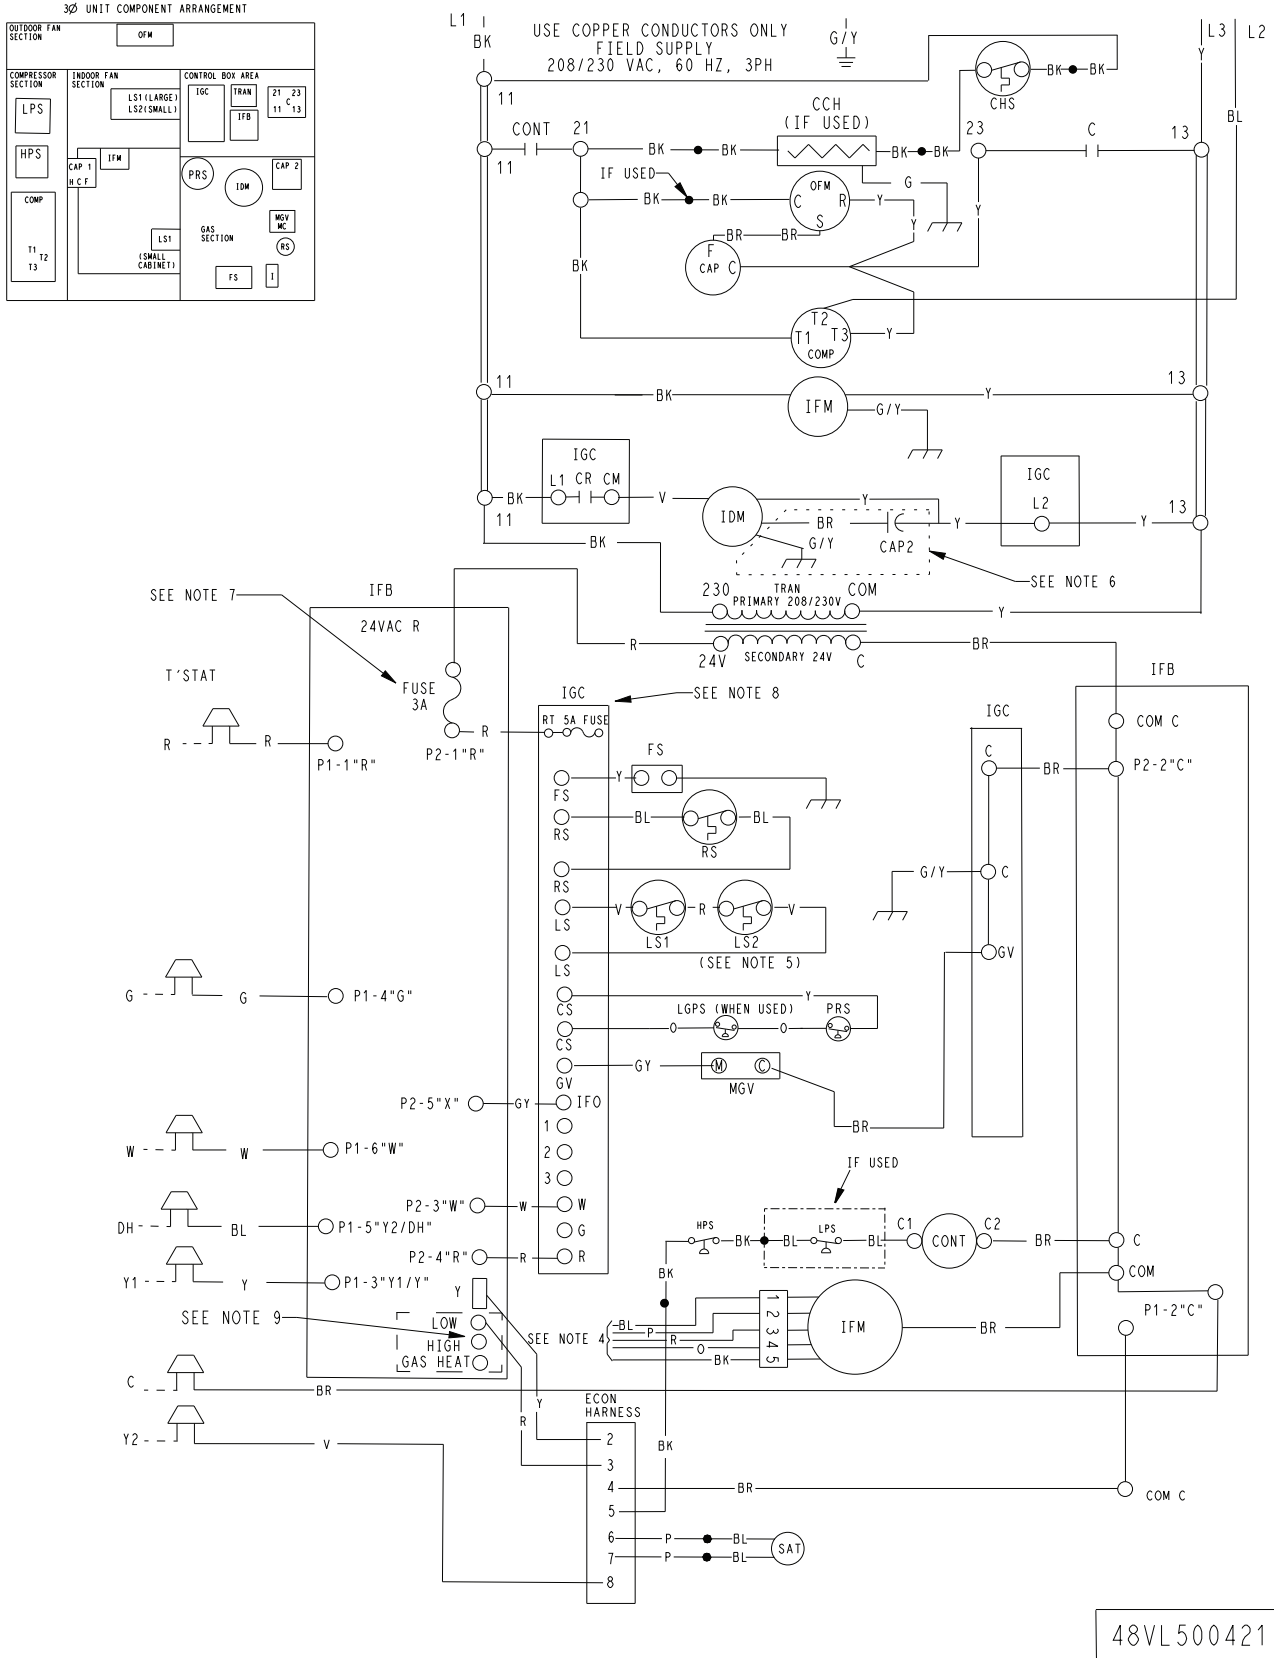 3Ø UNIT COMPONENT ARRANGEMENT
OUTDOOR FAN
SECTION
OFM
COMPRESSOR
SECTION
INDOOR FAN
SECTION
CONTROL BOX AREA
LPS
LS1(LARGE)
LS2(SMALL)
IGC
TRAN
21 23
C
11 13
IFB
HPS
IFM
CAP 1
H C F
PRS
IDM
CAP 2
COMP
T1
T2
T3
MGV
MC
GAS
SECTION
LS1
(SMALL
CABINET)
RS
FS
I
L1
BK
USE COPPER CONDUCTORS ONLY
FIELD SUPPLY
208/230 VAC, 60 HZ, 3PH
G/Y
L3
L2
Y
BL
11
BK
BK
CHS
CONT
21
CCH
(IF USED)
23
C
13
11
BK
BK
BK
BK
IF USED
BK
BK
C
OFM
R
S
Y
G
Y
Y
BR
BR
F
CAP C
BK
T2
T1
T3
COMP
Y
11
BK
IFM
Y
13
G/Y
IGC
L1 CR CM
IGC
L2
BK
V
IDM
Y
BR
CAP2
Y
Y
13
11
BK
G/Y
SEE NOTE 6
SEE NOTE 7
IFB
24VAC R
230
TRAN
COM
PRIMARY 208/230V
Y
R
24V
SECONDARY 24V
C
BR
T'STAT
FUSE
3A
IGC
SEE NOTE 8
IFB
R
R
P1-1"R"
P2-1"R"
R
RT 5A FUSE
IGC
COM C
FS
FS
Y
C
BR
P2-2"C"
RS
BL
BL
RS
RS
G/Y
C
LS
V
R
V
LS1
LS2
(SEE NOTE 5)
LS
GV
G
G
P1-4"G"
CS
Y
LGPS (WHEN USED)
PRS
CS
O
O
GV
GY
M
C
MGV
BR
P2-5"X"
GY
IFO
1
2
3
W
W
P1-6"W"
P2-3"W"
W
W
G
P2-4"R"
R
R
IF USED
DH
BL
P1-5"Y2/DH"
HPS
BK
BL
LPS
BL
C1
CONT
C2
BR
C
Y1
Y
P1-3"Y1/Y"
Y
BK
COM
P1-2"C"
SEE NOTE 9
LOW
HIGH
GAS HEAT
SEE NOTE 4
BL
P
R
O
BK
1
2
3
4
5
IFM
BR
C
BR
Y2
V
Y
R
ECON
HARNESS
BK
2
3
4
BR
COM C
5
6
P
BL
7
P
BL
SAT
8
48VL500421